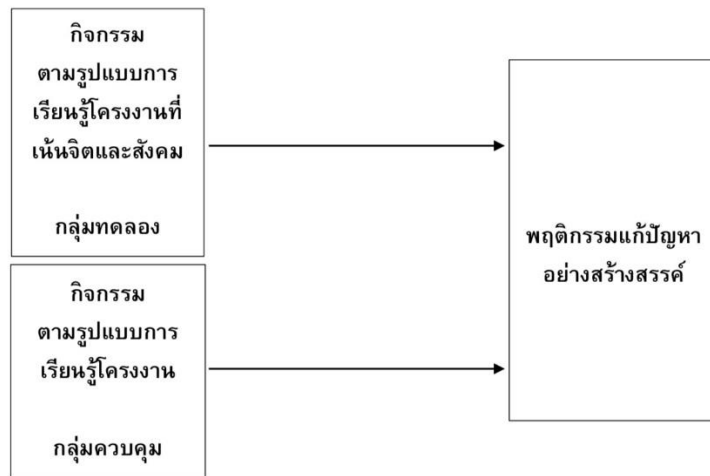 กิจกรรม
ตามรูปแบบการ
เรียนรู้โครงงานที่
เน้นจิตและสังคม
กลุ่มทดลอง
กิจกรรม
ตามรูปแบบการ
เรียนรู้โครงงาน
กลุ่มควบคุม
พฤติกรรมแก้ปัญหา
อย่างสร้างสรรค์